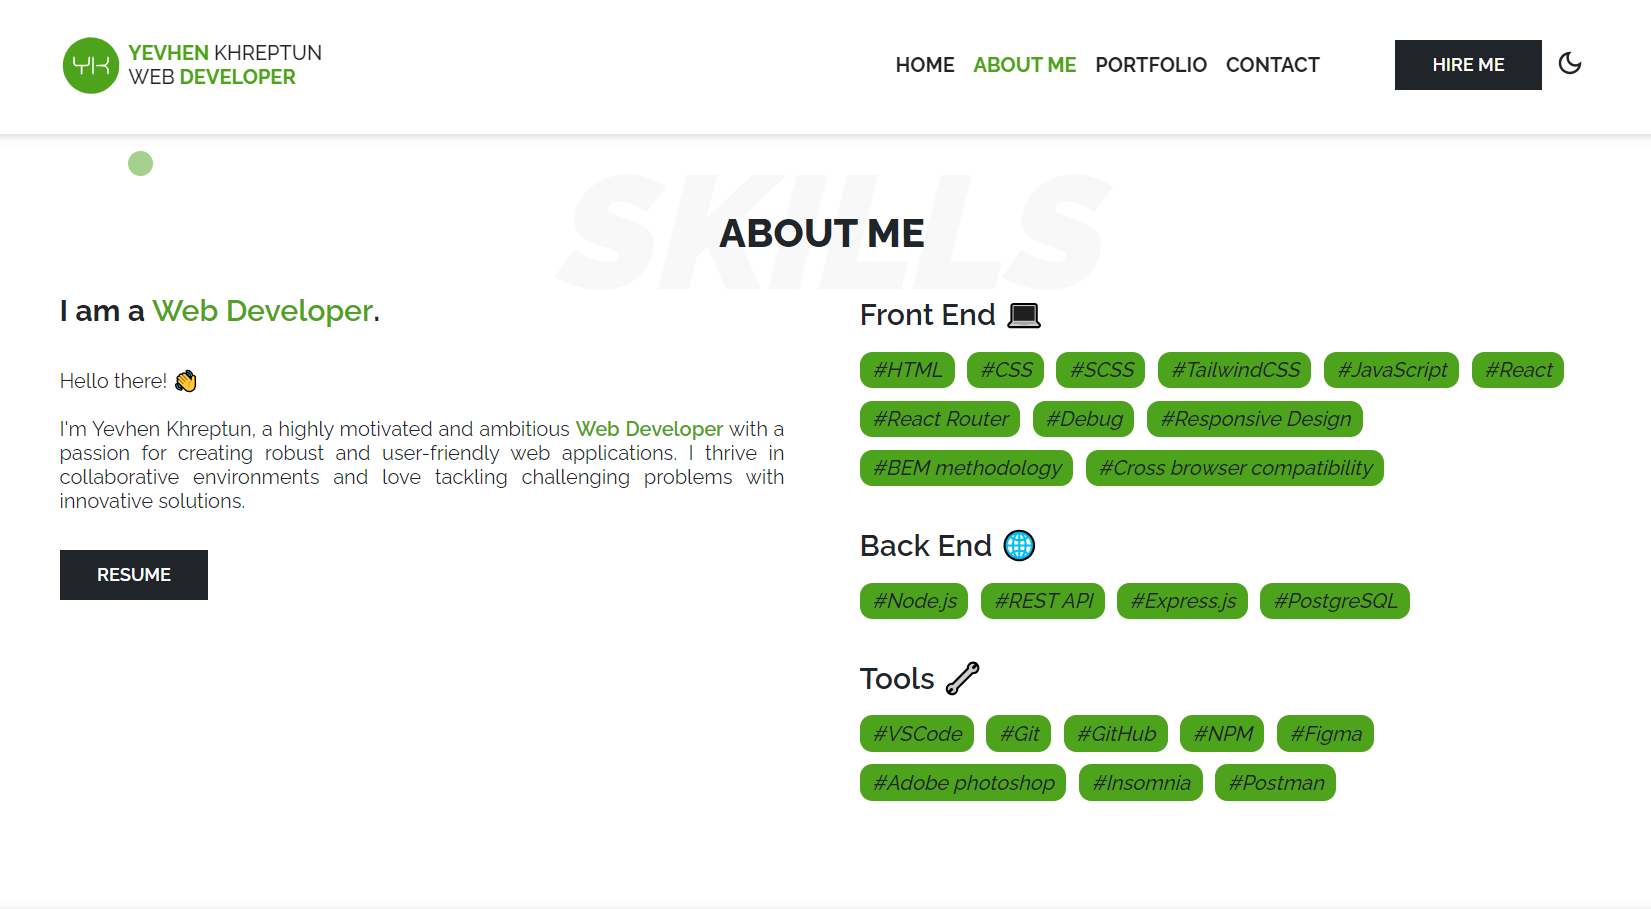 YK
YEVHEN KHREPTUN
WEB DEVELOPER
HOME ABOUT ME PORTFOLIO CONTACT
HIRE ME
SKILLS
ABOUT ME
I am a Web Developer.
Hello there! 👋
I'm Yevhen Khreptun, a highly motivated and ambitious Web Developer with a
passion for creating robust and user-friendly web applications. I thrive in
collaborative environments and love tackling challenging problems with
innovative solutions.
RESUME
Front End 💻
#HTML #CSS #SCSS #TailwindCSS #JavaScript #React
#React Router #Debug #Responsive Design
#BEM methodology #Cross browser compatibility
Back End 🌐
#Node.js #REST API #Express.js #PostgreSQL
Tools 🔧
#VSCode #Git #GitHub #NPM #Figma
#Adobe photoshop #Insomnia #Postman